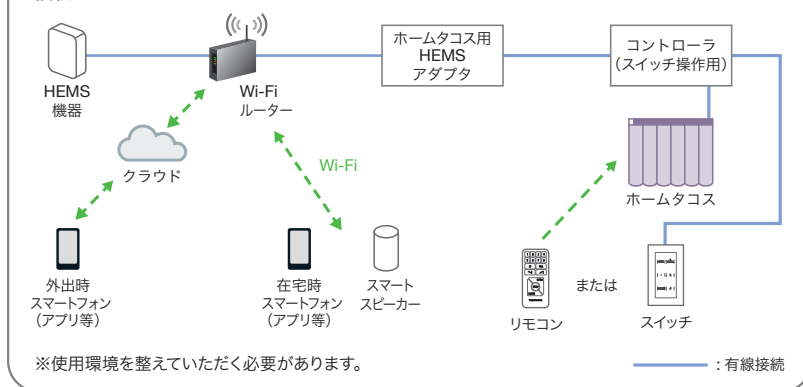 ホームタコス用
HEMS
アダプタ
コントローラ
（スイッチ操作用）
HEMS
機器
Wi-Fi
ルーター
クラウド
Wi-Fi
ホームタコス
外出時
スマートフォン
（アプリ等）
在宅時
スマートフォン
（アプリ等）
スマート
スピーカー
リモコン
または
スイッチ
※使用環境を整えていただく必要があります。
：有線接続